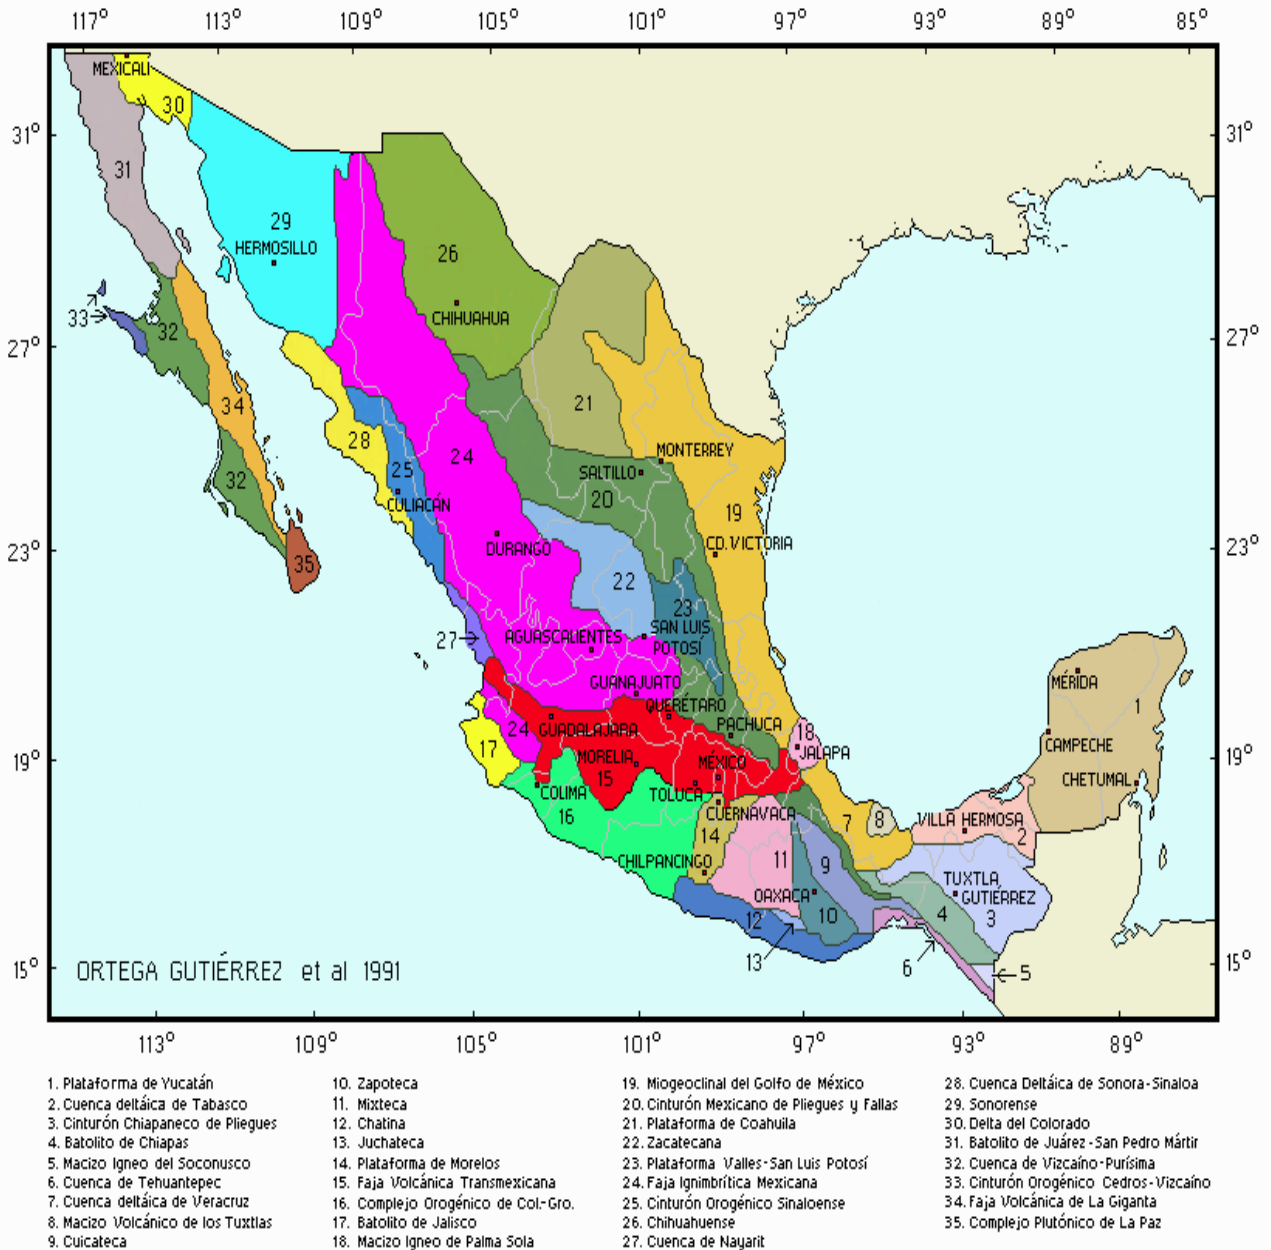 117° 113° 109° 105° 101° 97° 93° 89° 85°
MEXICALI
30
31° 31°
31
29
HERMOSILLO
26
33
32
CHIHUAHUA
27° 27°
34
21
28
24
MONTERREY
25
SALTILLO
32
20
CULIACÁN
19
23°
DURANGO
CD. VICTORIA
23°
35
22
23
27
AGUASCALIENTES
SAN LUIS
POTOSÍ
GUANAJUATO
MÉRIDA
QUERÉTARO
1
24
GUADALAJARA
PACHUCA
18
17
JALAPA
CAMPECHE
19° 19°
MORELIA
MÉXICO
15
CHETUMAL
COLIMA
TOLUCA
16
CUERNAVACA
7
8
VILLA HERMOSA
14
2
CHILPANCINGO
11
9
TUXTLA
GUTIÉRREZ
OAXACA
12
10
4
3
13
6
5
15° 15°
ORTEGA GUTIÉRREZ et al 1991
113° 109° 105° 101° 97° 93° 89°
1. Plataforma de Yucatán
2. Cuenca deltáica de Tabasco
3. Cinturón Chiapaneco de Pliegues
4. Batolito de Chiapas
5. Macizo Igneo del Soconusco
6. Cuenca de Tehuantepec
7. Cuenca deltáica de Veracruz
8. Macizo Volcánico de los Tuxtlas
9. Cuicateca
10. Zapoteca
11. Mixteca
12. Chatina
13. Juchateca
14. Plataforma de Morelos
15. Faja Volcánica Transmexicana
16. Complejo Orogénico de Col.-Gro.
17. Batolito de Jalisco
18. Macizo Igneo de Palma Sola
19. Miogeoclinal del Golfo de México
20. Cinturón Mexicano de Pliegues y Fallas
21. Plataforma de Coahuila
22. Zacatecana
23. Plataforma Valles-San Luis Potosí
24. Faja Ignimbrítica Mexicana
25. Cinturón Orogénico Sinaloense
26. Chihuahuense
27. Cuenca de Nayarit
28. Cuenca Deltáica de Sonora-Sinaloa
29. Sonorense
30. Delta del Colorado
31. Batolito de Juárez-San Pedro Mártir
32. Cuenca de Vizcaíno-Purísima
33. Cinturón Orogénico Cedros-Vizcaíno
34. Faja Volcánica de La Giganta
35. Complejo Plutónico de La Paz